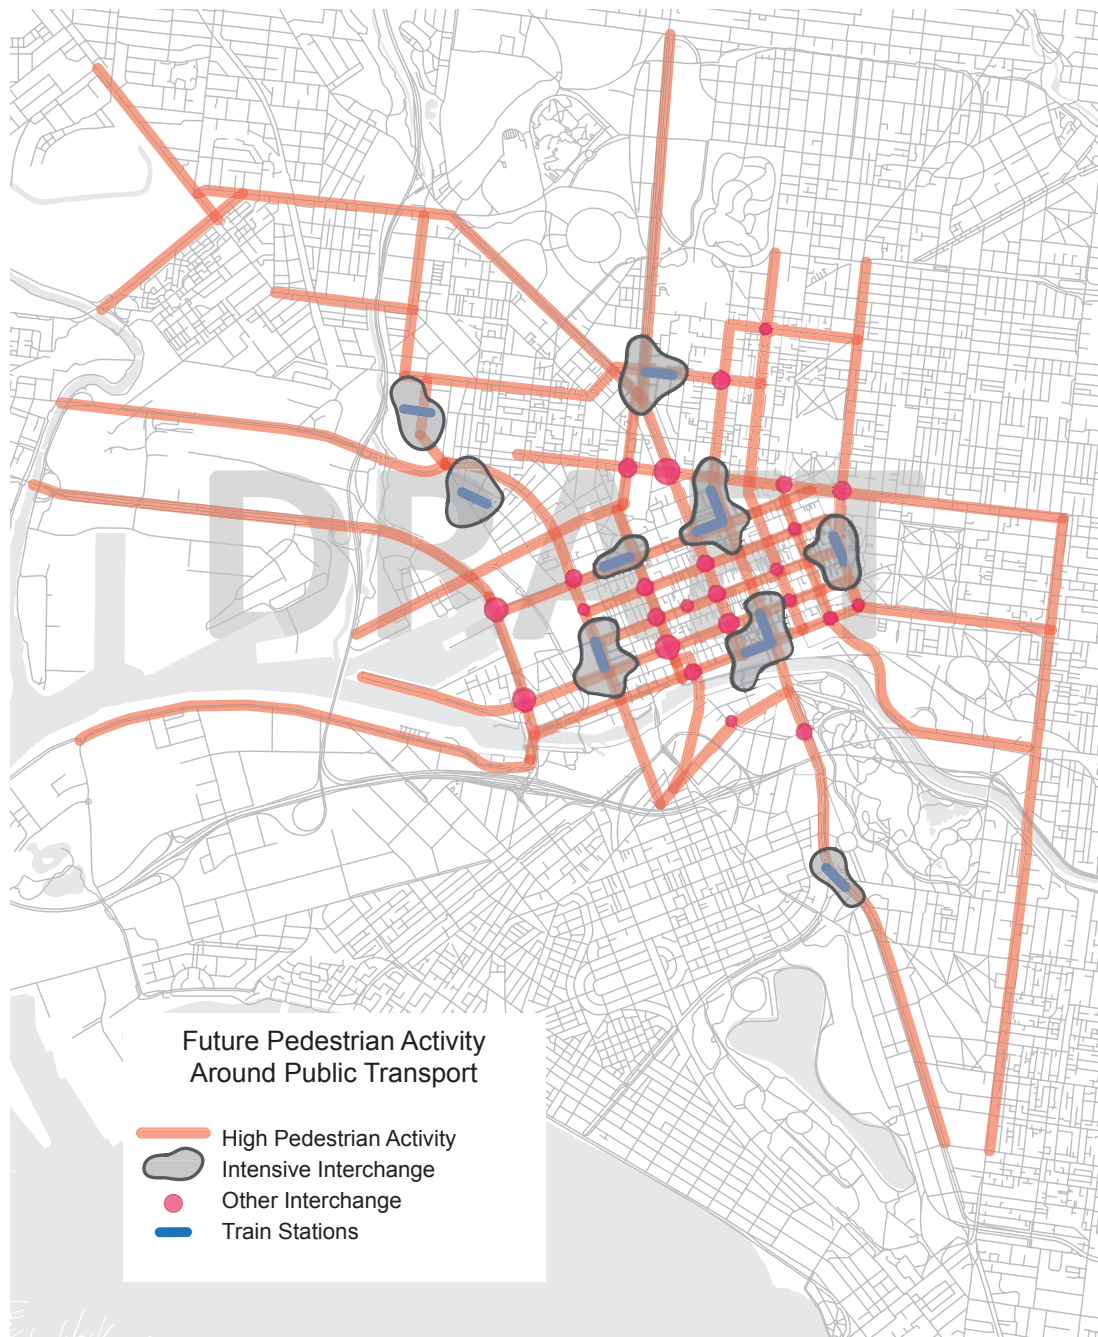 DRAFT
Future Pedestrian Activity
Around Public Transport
High Pedestrian Activity
Intensive Interchange
Other Interchange
Train Stations